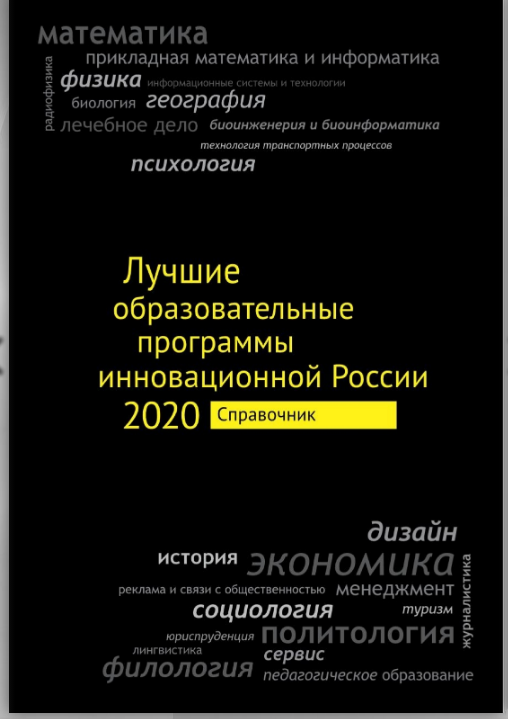 математика
прикладная математика и информатика
радиофизика
физика информационные системы и технологии
биология география
лечебное дело биоинженерия и биоинформатика
технология транспортных процессов
психология
Лучшие
образовательные
программы
инновационной России
2020 Справочник
дизайн
история экономика
журналистика
реклама и связи с общественностью менеджмент
социология туризм
юриспруденция политология
лингвистика сервис
филология педагогическое образование